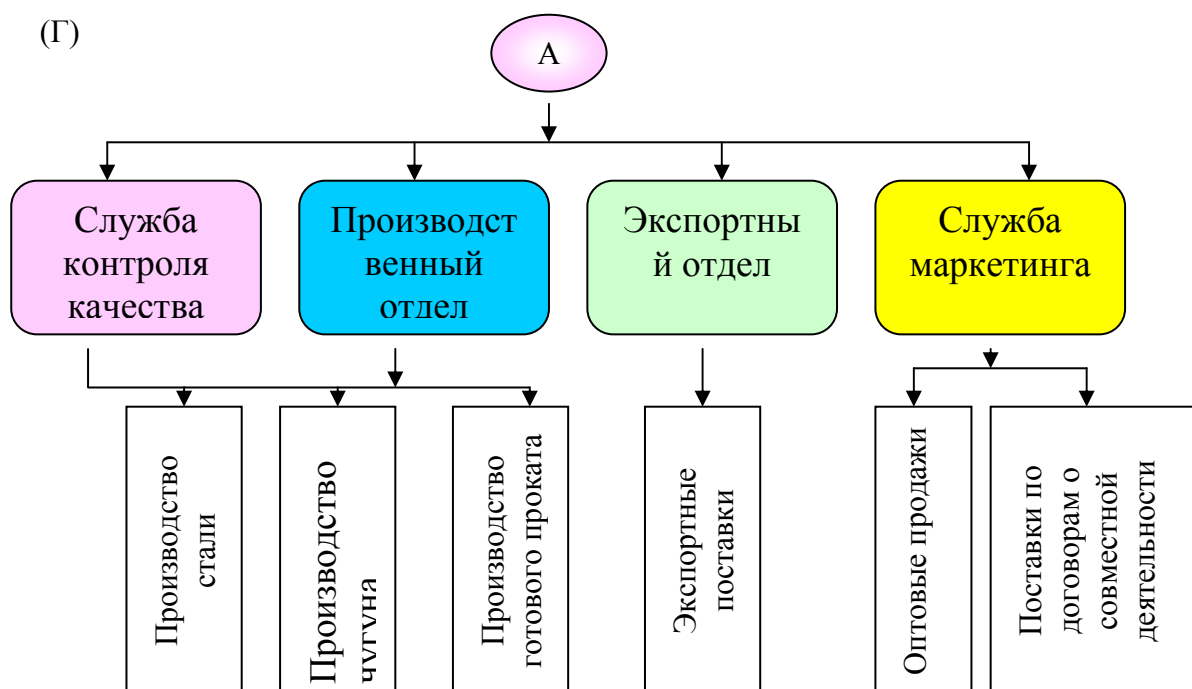 (Г)
А
Служба
контроля
качества
Производст
венный
отдел
Экспортны
й отдел
Служба
маркетинга
Производство
стали
Производство
чугуна
Производство
готового проката
Экспортные
поставки
Оптовые продажи
Поставки по
договорам о
совместной
деятельности